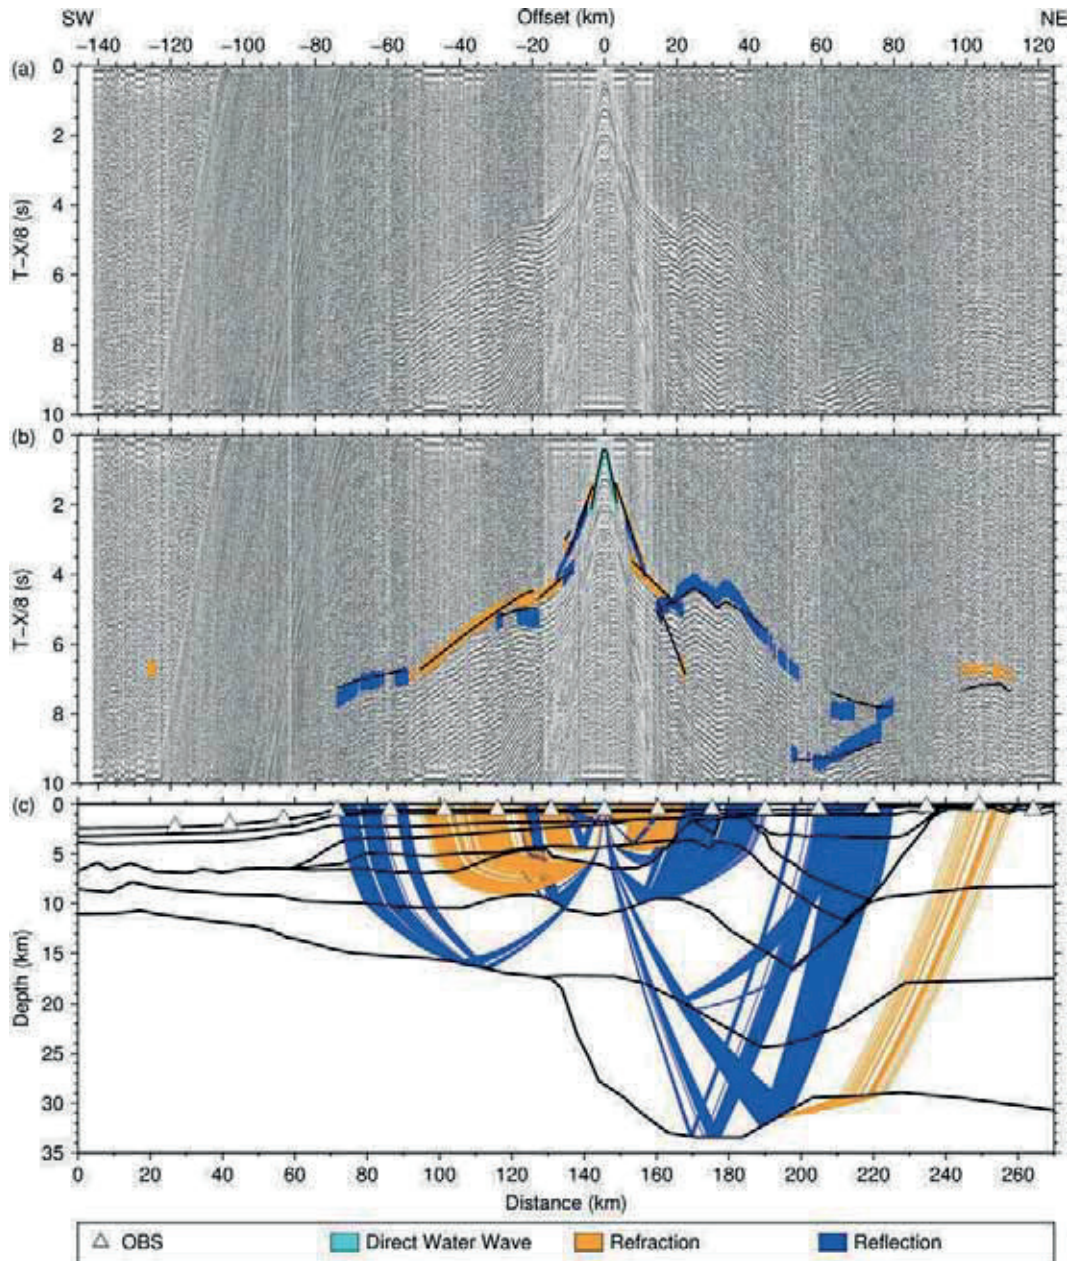 SW Offset (km) NE
−140 −120 −100 −80 −60 −40 −20 0 20 40 60 80 100 120
(a)
0
2
4
6
8
10
T−X/8 (s)
(b)
0
2
4
6
8
10
T−X/8 (s)
(c)
0
5
10
15
20
25
30
35
Depth (km)
0 20 40 60 80 100 120 140 160 180 200 220 240 260
Distance (km)
OBS Direct Water Wave Refraction Reflection